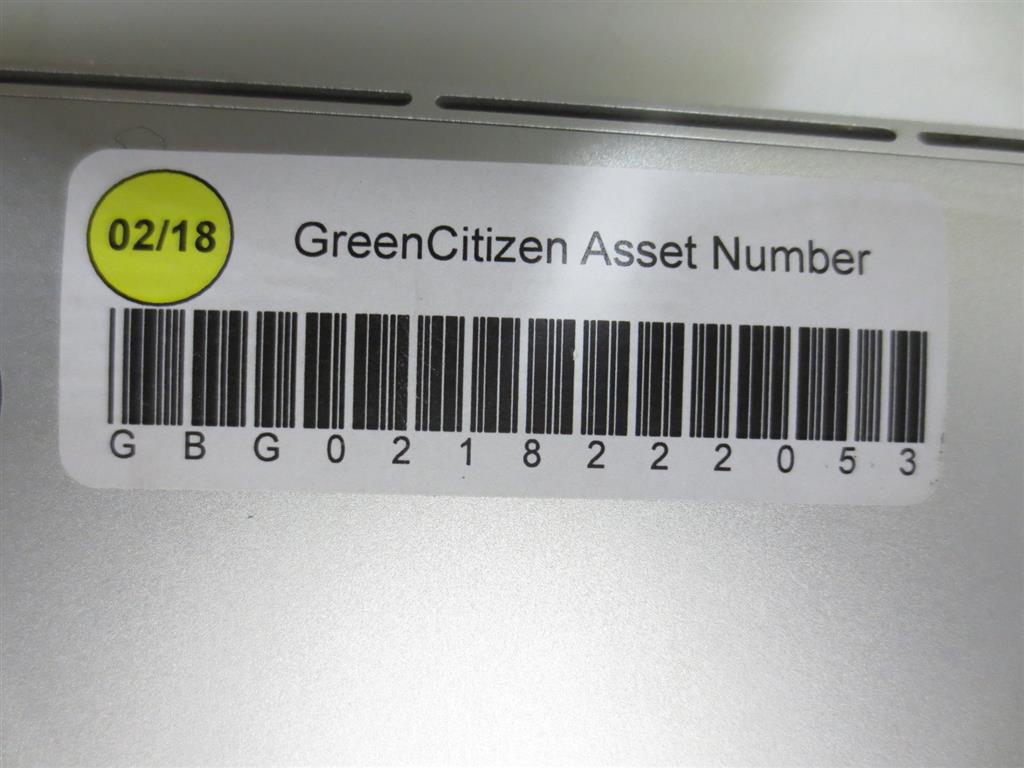 02/18
GreenCitizen Asset Number
G B G 0 2 1 8 2 2 2 0 5 3